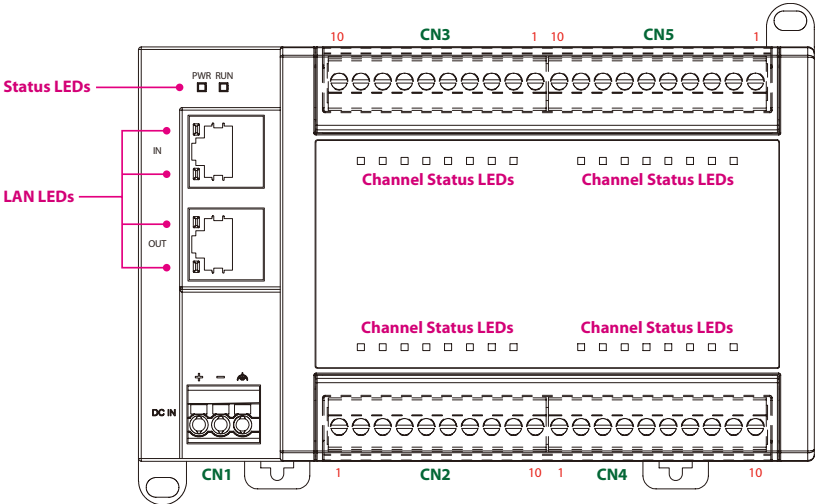 CN3 CN5
10 1 10 1
PWR RUN
Status LEDs
IN
Channel Status LEDs Channel Status LEDs
LAN LEDs
OUT
Channel Status LEDs Channel Status LEDs
+ −
DC IN
CN1 1 CN2 10 1 CN4 10